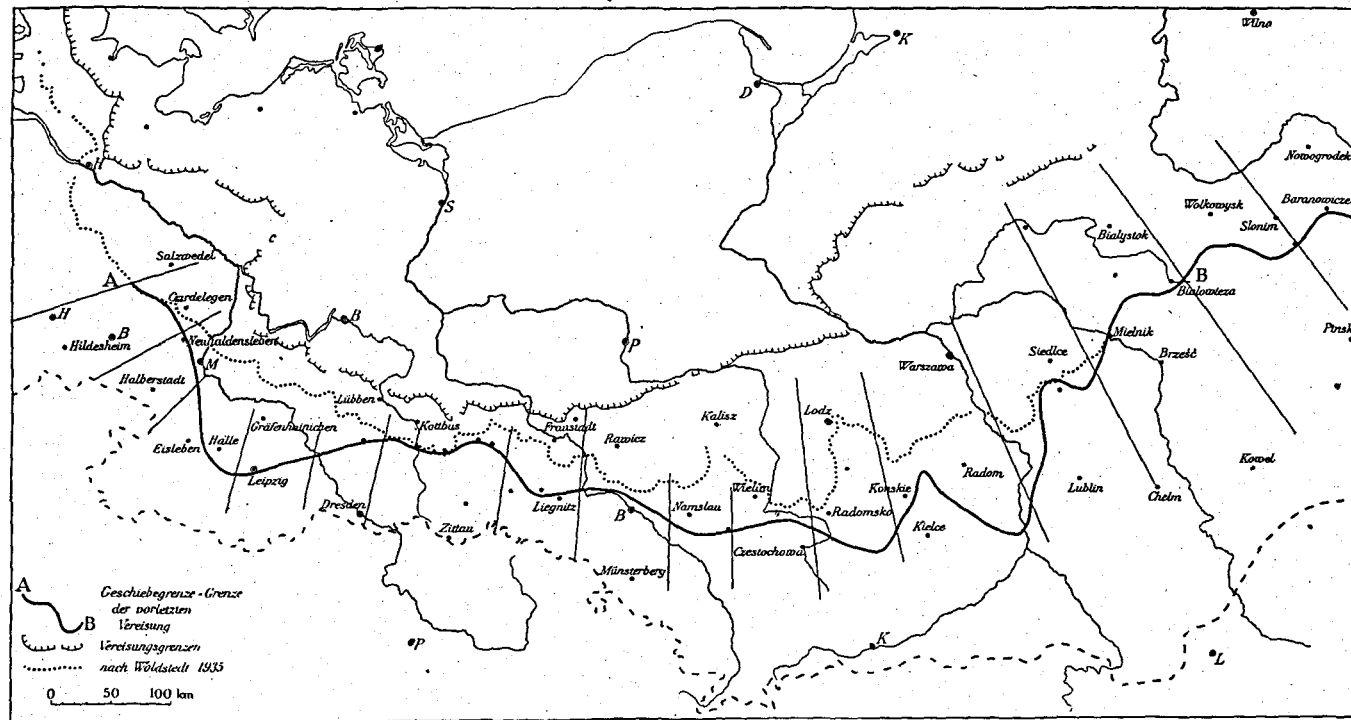 Wilno
K
D
Nowogrodek
H
Baranowicze
Wolkowysk
Slonim
S
Bialystok
Salzwedel
A
B
Bialowieza
Gardelegen
H
B
Neuhaldensleben
B
Mielnik
Pinsk
Hildesheim
M
P
Warszawa
Siedlce
Brześć
Halberstadt
Lübben
Kalisz
Lodz
Gräfenhainichen
Kottbus
Fraustadt
Rawicz
Eisleben
Halle
Kowel
Leipzig
Radom
Lublin
Chelm
Wielun
Konskie
Dresden
Liegnitz
B
Namslau
Radomsko
Zittau
Kielce
Czestochowa
Münsterberg
A
Geschiebegrenze - Grenze
der vorletzten
Vereisung
B
Vereisungsgrenzen
P
K
L
nach Woldstedt 1935
0 50 100 km